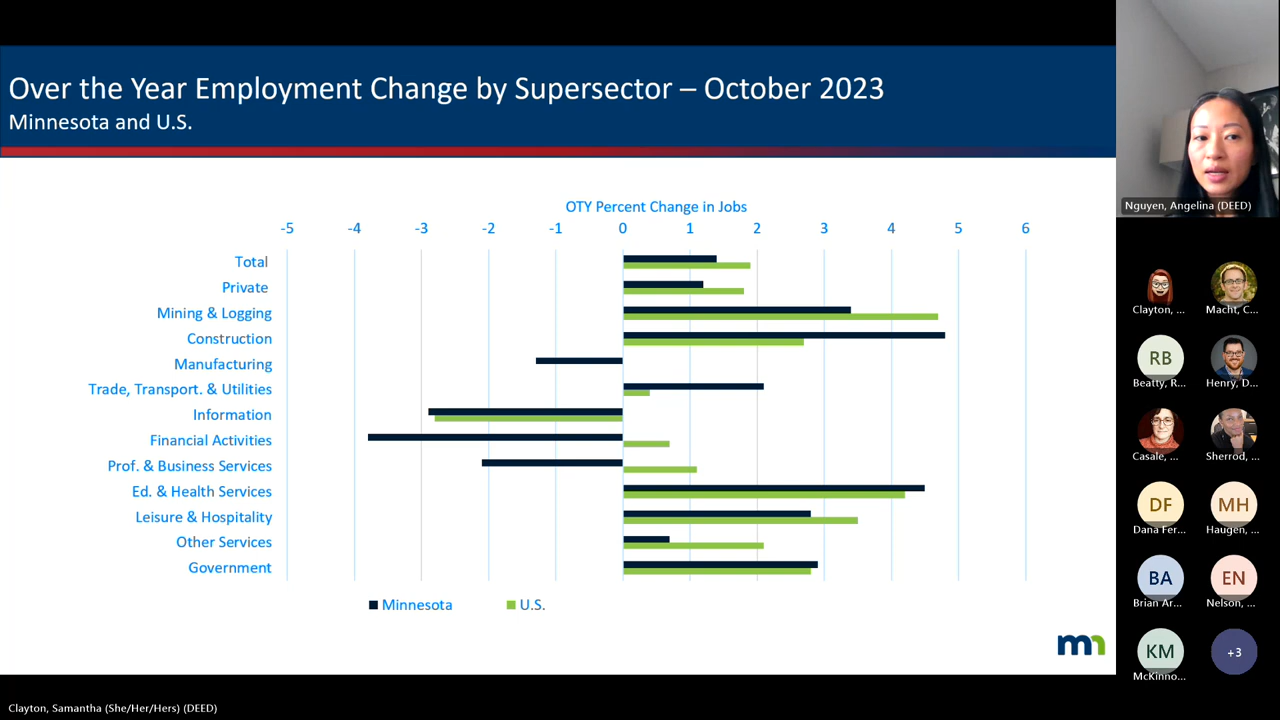 Over the Year Employment Change by Supersector – October 2023
Minnesota and U.S.
OTY Percent Change in Jobs
-5 -4 -3 -2 -1 0 1 2 3 4 5 6
Total
Private
Mining & Logging
Construction
Manufacturing
Trade, Transport. & Utilities
Information
Financial Activities
Prof. & Business Services
Ed. & Health Services
Leisure & Hospitality
Other Services
Government
Minnesota U.S.
mn
Clayton, Samantha (She/Her/Hers) (DEED)
Nguyen, Angelina (DEED)
Clayton, ... Macht, C...
RB
Beatty, R... Henry, D...
Casale, ... Sherrod, ...
DF MH
Dana Fer... Haugen, ...
BA EN
Brian Ar... Nelson, ...
KM +3
McKinno...